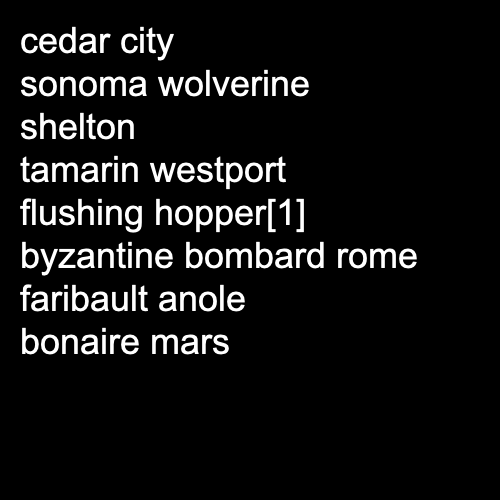 cedar city
sonoma wolverine
shelton
tamarin westport
flushing hopper[1]
byzantine bombard rome
faribault anole
bonaire mars